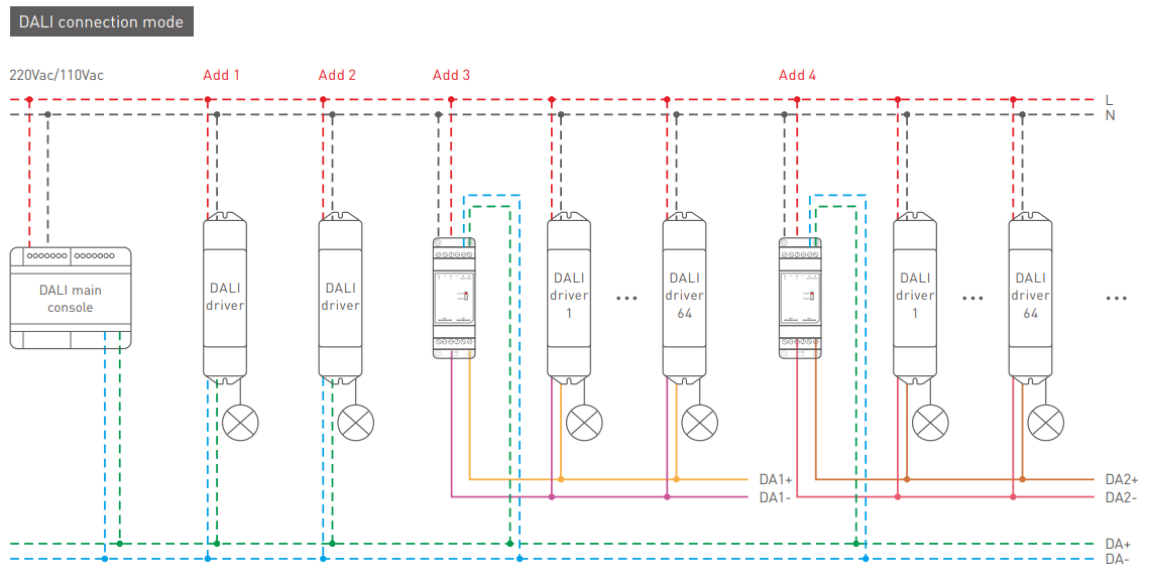 DALI connection mode
220Vac/110Vac
Add 1
Add 2
Add 3
Add 4
L
N
DALI main
console
DALI
driver
DALI
driver
DALI
driver
1
...
DALI
driver
64
DALI
driver
1
...
DALI
driver
64
...
DA1+
DA1-
DA2+
DA2-
DA+
DA-